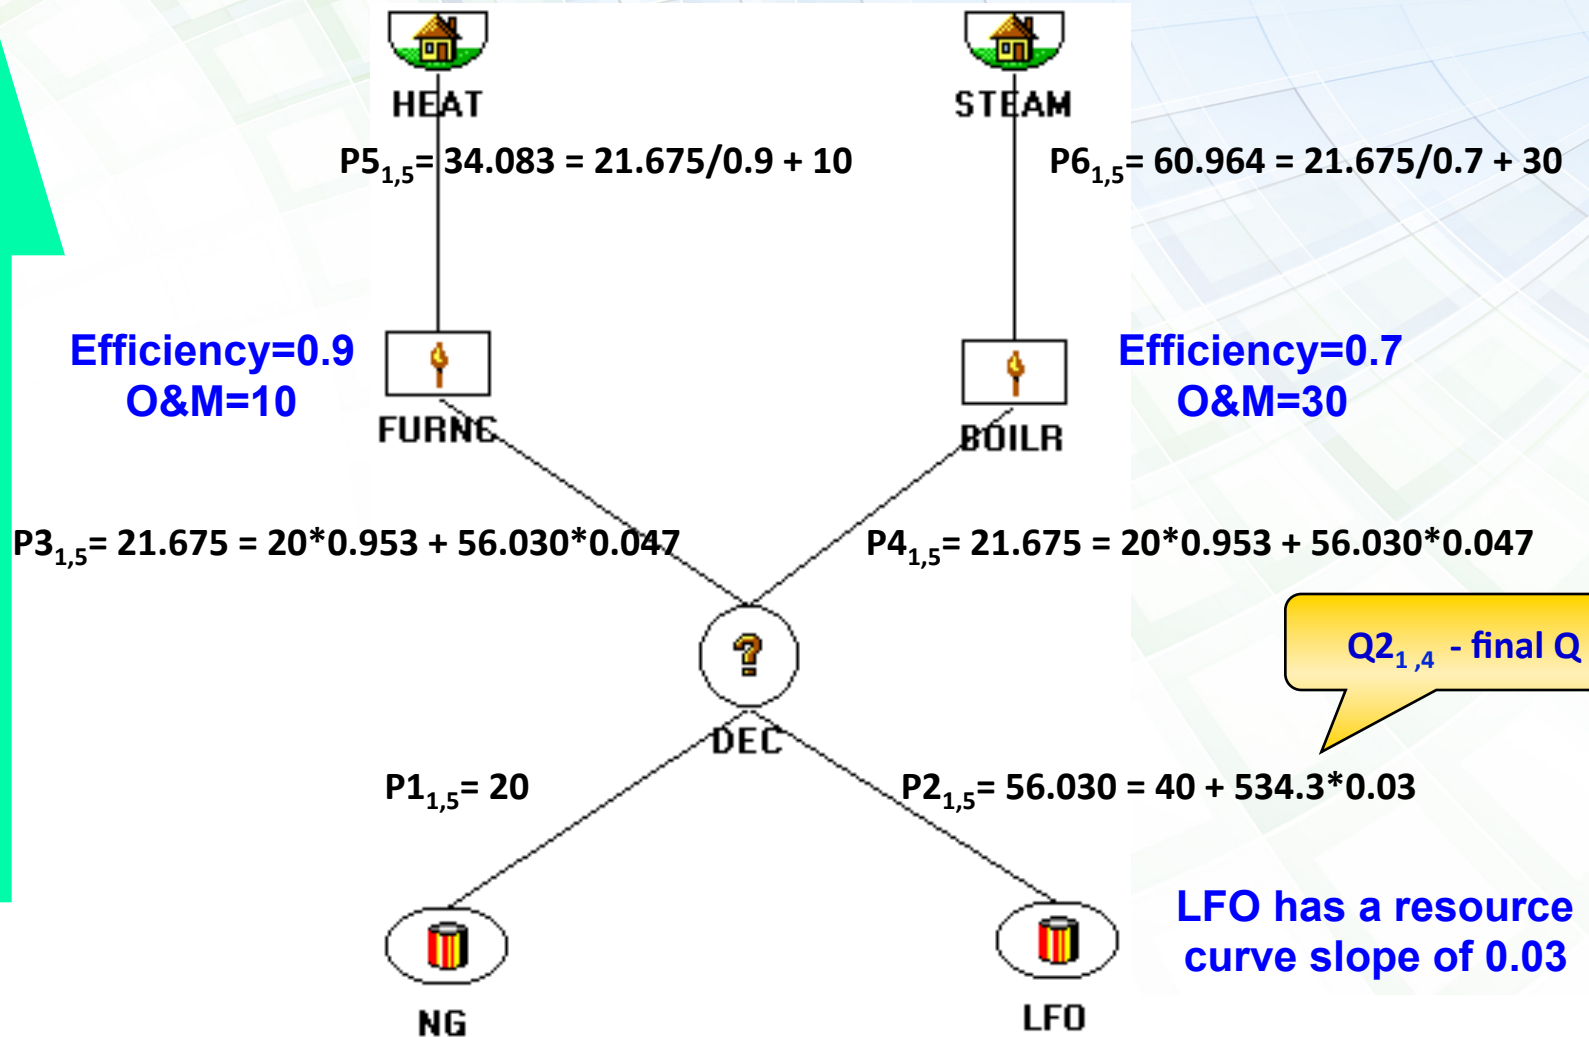 HEAT
STEAM
P5₁,₅= 34.083 = 21.675/0.9 + 10
P6₁,₅= 60.964 = 21.675/0.7 + 30
Efficiency=0.9
O&M=10
Efficiency=0.7
O&M=30
FURNC
BOILR
P3₁,₅= 21.675 = 20*0.953 + 56.030*0.047
P4₁,₅= 21.675 = 20*0.953 + 56.030*0.047
?
Q2₁ ,₄ - final Q
DEC
P1₁,₅= 20
P2₁,₅= 56.030 = 40 + 534.3*0.03
LFO has a resource
curve slope of 0.03
NG
LFO